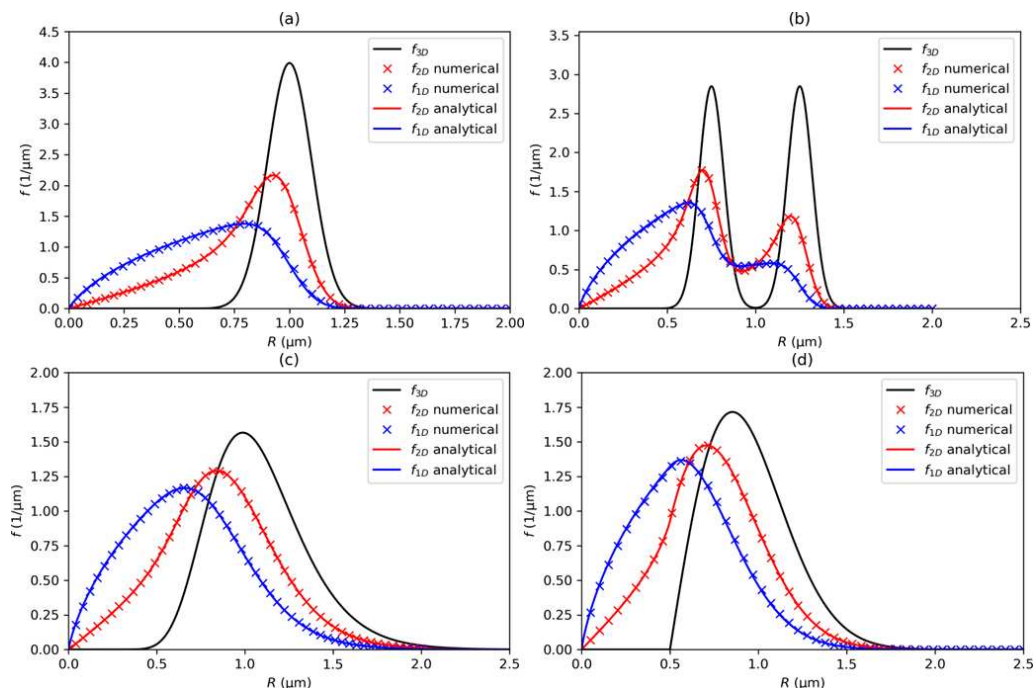 (a)
4.5
4.0
3.5
3.0
2.5
2.0
1.5
1.0
0.5
0.0
f (1/μm)
0.00 0.25 0.50 0.75 1.00 1.25 1.50 1.75 2.00
R (μm)
f3D
f2D numerical
f1D numerical
f2D analytical
f1D analytical
(b)
3.5
3.0
2.5
2.0
1.5
1.0
0.5
0.0
f (1/μm)
0.0 0.5 1.0 1.5 2.0 2.5
R (μm)
f3D
f2D numerical
f1D numerical
f2D analytical
f1D analytical
(c)
2.00
1.75
1.50
1.25
1.00
0.75
0.50
0.25
0.00
f (1/μm)
0.0 0.5 1.0 1.5 2.0 2.5
R (μm)
f3D
f2D numerical
f1D numerical
f2D analytical
f1D analytical
(d)
2.00
1.75
1.50
1.25
1.00
0.75
0.50
0.25
0.00
f (1/μm)
0.0 0.5 1.0 1.5 2.0 2.5
R (μm)
f3D
f2D numerical
f1D numerical
f2D analytical
f1D analytical